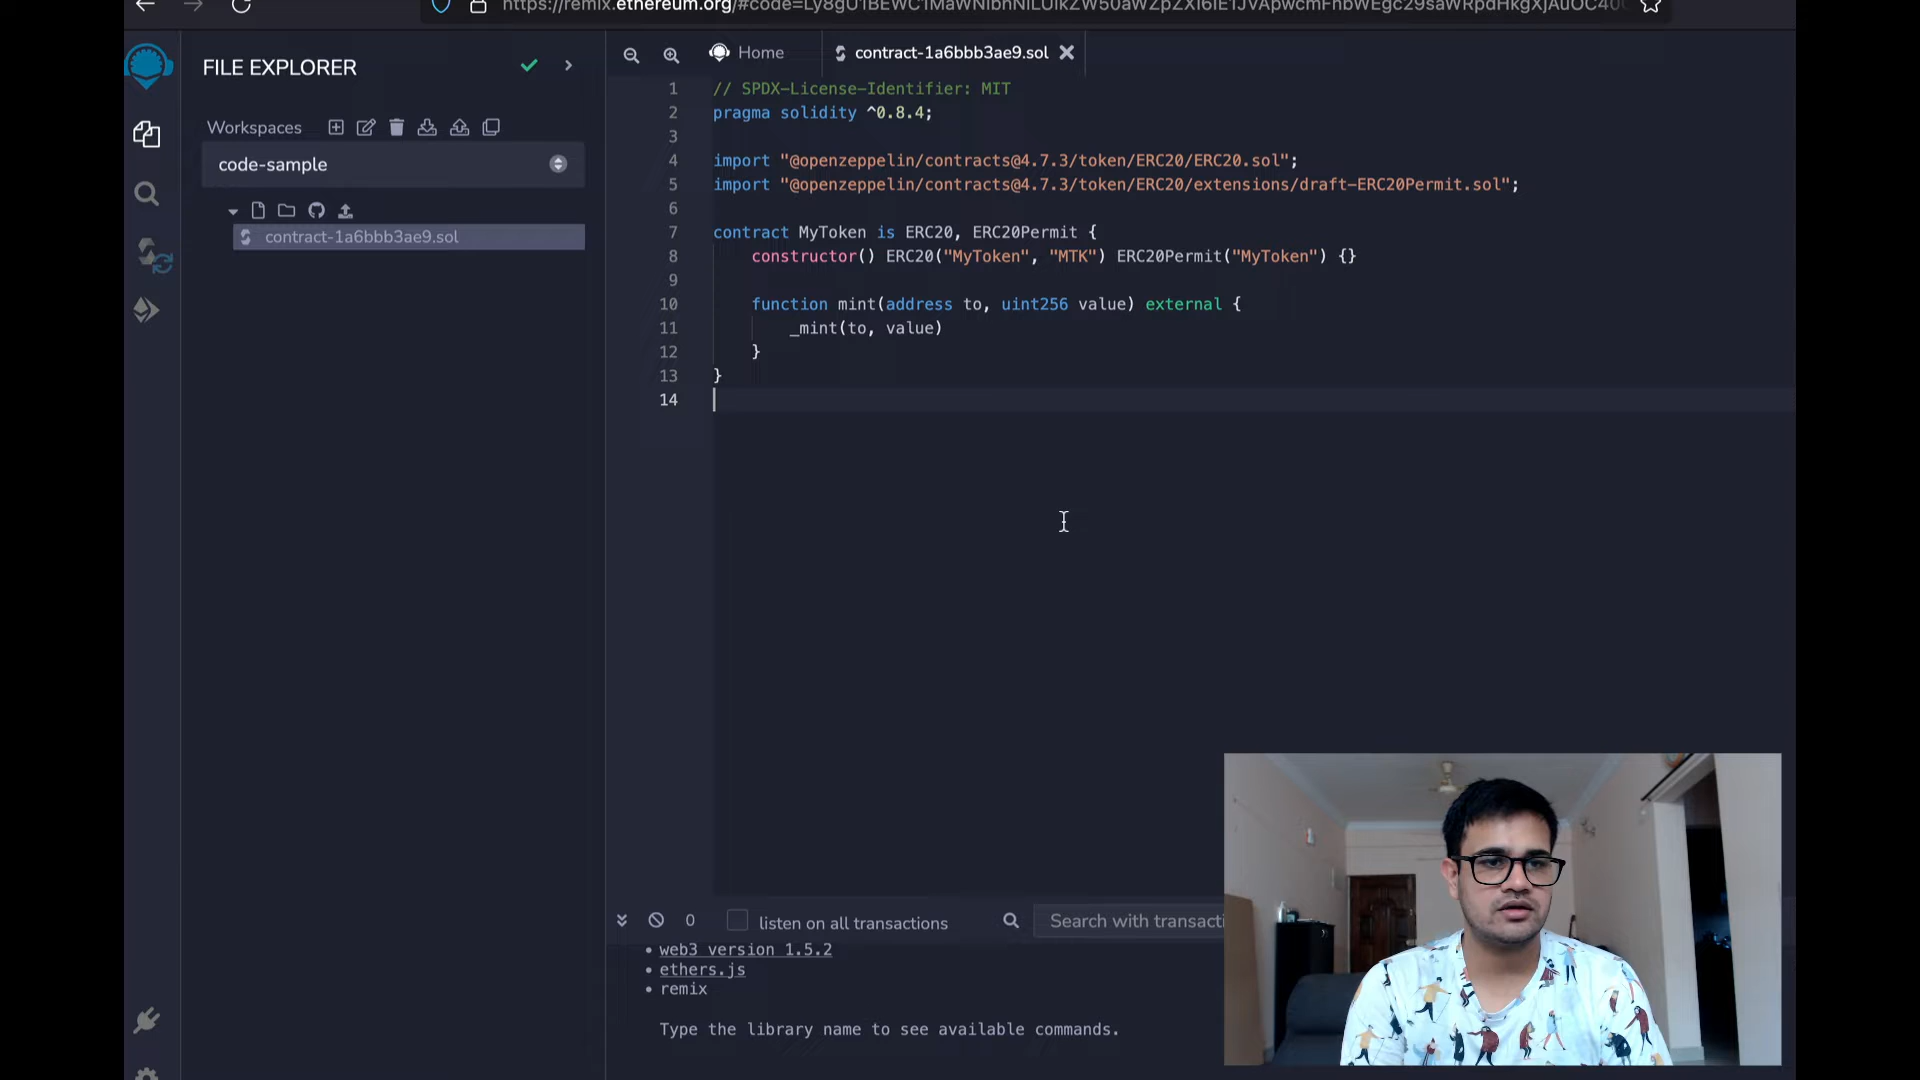 FILE EXPLORER
Workspaces
code-sample
contract-1a6bbb3ae9.sol
Home
contract-1a6bbb3ae9.sol
1 // SPDX-License-Identifier: MIT
2 pragma solidity ^0.8.4;
3
4 import "@openzeppelin/contracts@4.7.3/token/ERC20/ERC20.sol";
5 import "@openzeppelin/contracts@4.7.3/token/ERC20/extensions/draft-ERC20Permit.sol";
6
7 contract MyToken is ERC20, ERC20Permit {
8 constructor() ERC20("MyToken", "MTK") ERC20Permit("MyToken") {}
9
10 function mint(address to, uint256 value) external {
11 _mint(to, value)
12 }
13 }
14
0
listen on all transactions
Search with transacti
• web3 version 1.5.2
• ethers.js
• remix
Type the library name to see available commands.